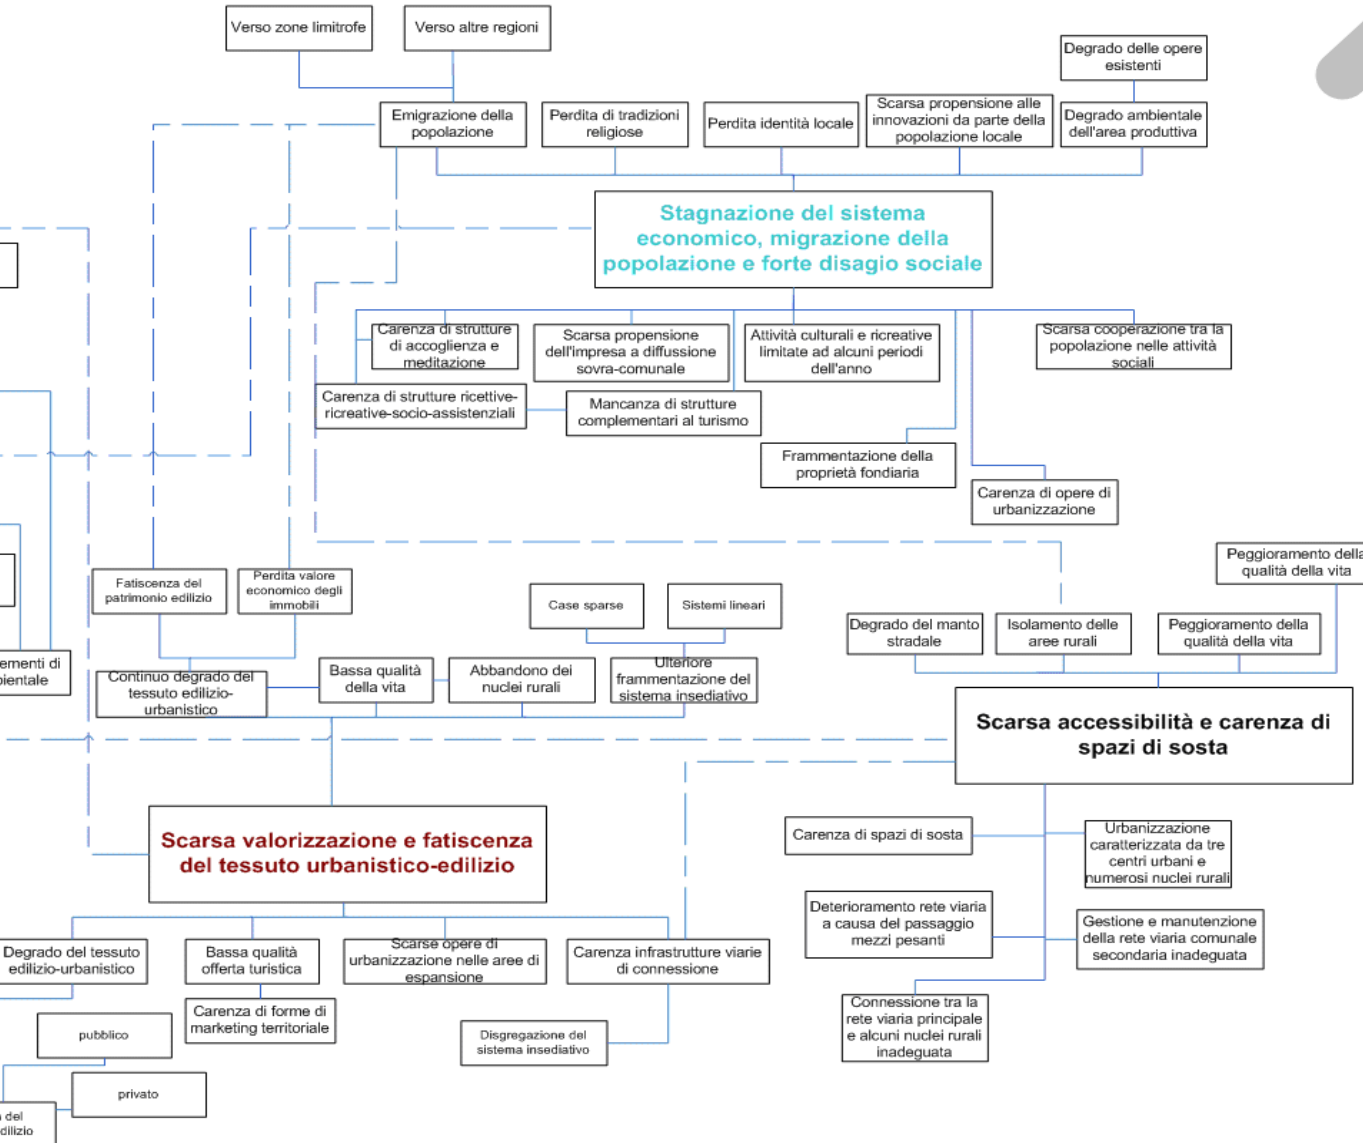 Verso zone limitrofe
Verso altre regioni
Degrado delle opere
esistenti
Emigrazione della
popolazione
Perdita di tradizioni
religiose
Perdita identità locale
Scarsa propensione alle
innovazioni da parte della
popolazione locale
Degrado ambientale
dell'area produttiva
Stagnazione del sistema
economico, migrazione della
popolazione e forte disagio sociale
Carenza di strutture
di accoglienza e
meditazione
Scarsa propensione
dell'impresa a diffussione
sovra-comunale
Attività culturali e ricreative
limitate ad alcuni periodi
dell'anno
Scarsa cooperazione tra la
popolazione nelle attività
sociali
Carenza di strutture ricettive-
ricreative-socio-assistenziali
Mancanza di strutture
complementari al turismo
Frammentazione della
proprietà fondiaria
Carenza di opere di
urbanizzazione
Peggioramento della
qualità della vita
Fatiscenza del
patrimonio edilizio
Perdita valore
economico degli
immobili
Case sparse
Sistemi lineari
Degrado del manto
stradale
Isolamento delle
aree rurali
Peggioramento della
qualità della vita
ementi di
bientale
Continuo degrado del
tessuto edilizio-
urbanistico
Bassa qualità
della vita
Abbandono dei
nuclei rurali
Ulteriore
frammentazione del
sistema insediativo
Scarsa accessibilità e carenza di
spazi di sosta
Scarsa valorizzazione e fatiscenza
del tessuto urbanistico-edilizio
Carenza di spazi di sosta
Urbanizzazione
caratterizzata da tre
centri urbani e
numerosi nuclei rurali
Deterioramento rete viaria
a causa del passaggio
mezzi pesanti
Gestione e manutenzione
della rete viaria comunale
secondaria inadeguata
Degrado del tessuto
edilizio-urbanistico
Bassa qualità
offerta turistica
Scarse opere di
urbanizzazione nelle aree di
espansione
Carenza infrastrutture viarie
di connessione
Carenza di forme di
marketing territoriale
Connessione tra la
rete viaria principale
e alcuni nuclei rurali
inadeguata
pubblico
Disgregazione del
sistema insediativo
privato
del
dilizio